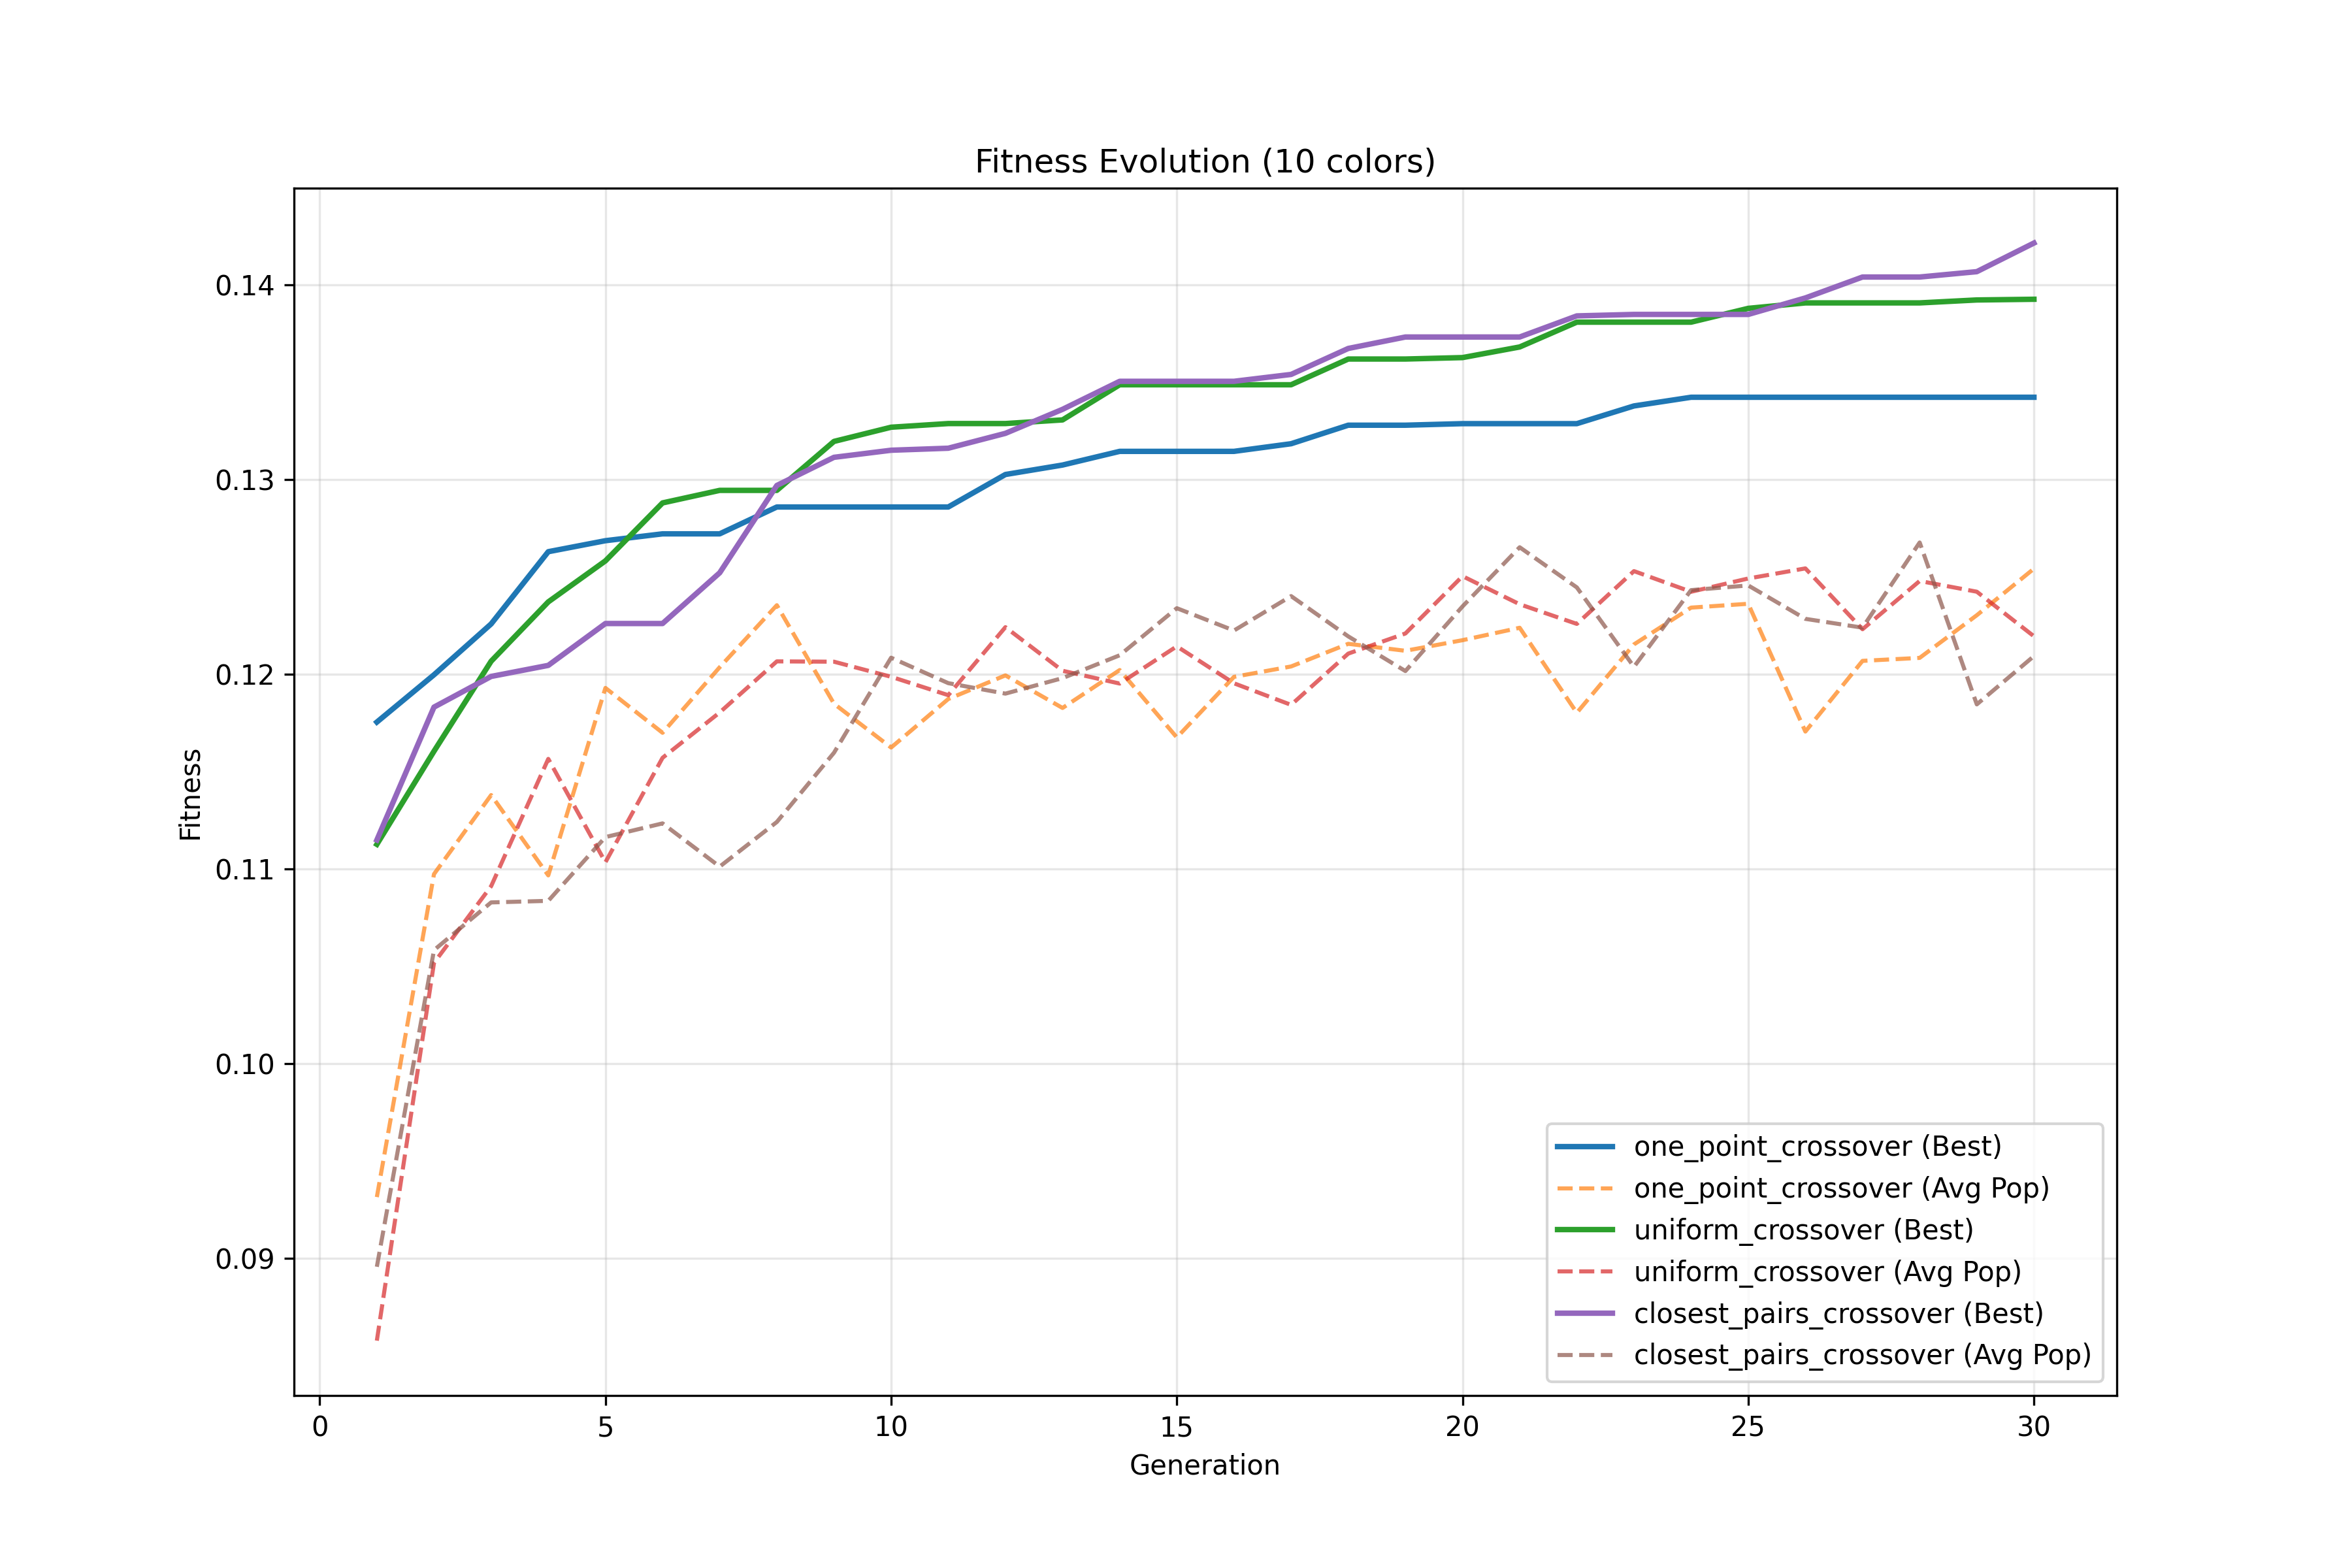 Fitness Evolution (10 colors)
0.14
0.13
0.12
0.11
0.10
0.09
Fitness
0 5 10 15 20 25 30
Generation
one_point_crossover (Best)
one_point_crossover (Avg Pop)
uniform_crossover (Best)
uniform_crossover (Avg Pop)
closest_pairs_crossover (Best)
closest_pairs_crossover (Avg Pop)